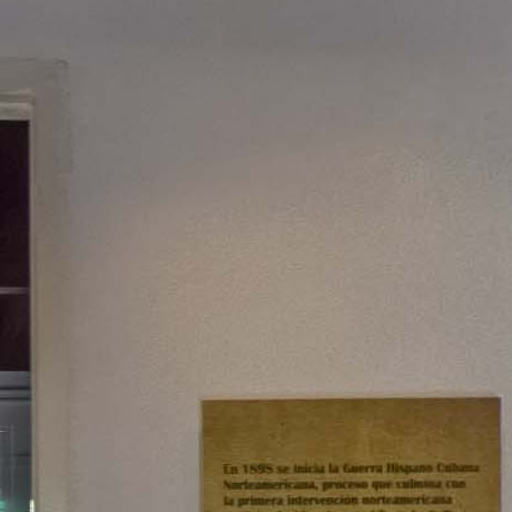 En 1898 se inicia la Guerra Hispano Cubana
Norteamericana, proceso que culmina con
la primera intervención norteamericana